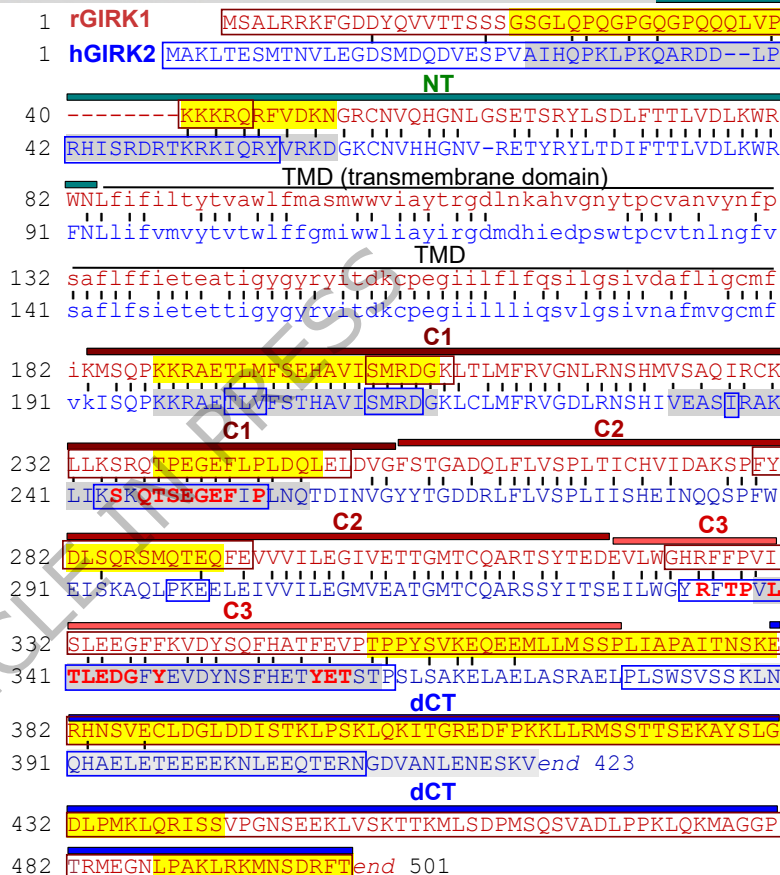 1 rGIRK1 MSALRRKFGDDYQVVTTSSSGSGLQPQGPGQGPQQQLVP
1 hGIRK2 MAKLTESMTNVLEGDSMDQDVESPVAIHQPKLPKQARDD--LP
NT
40 --------KKKRQRFVDKNGRCNVQHGNLGSETSRYLSDLFTTLVDLKWR
42 RHISRDRTKRKIQRYVRKDGKCNVHHGNV-RETYRYLTDIFTTLVDLKWR
TMD (transmembrane domain)
82 WNLfifiltytvawlfmasmwwviaytrgdlnkahvgnytpcvanvynfp
91 FNLlifvmvytvtwlffgmiwwliayirgdmdhiedpswtpcvtnlngfv
TMD
132 saflffieteatigygyryitdkcpegiilflfqsilgsivdafligcmf
141 saflfsietettigygyrvitdkcpegiillliqsvlgsivnafmvgcmf
C1
182 iKMSQPKKRAETLMFSEHAVISMRDGKLTLMFRVGNLRNSHMVSAQIRCK
191 vkISQPKKRAETLVFSTHAVISMRDGKLCLMFRVGDLRNSHIVEASIRAK
C1 C2
232 LLKSRQTPEGEFLPLDQLELDVGFSTGADQLFLVSPLTICHVIDAKSPFY
241 LIKSKQTSEGEFIPLNQTDINVGYYTGDDRLFLVSPLIISHEINQQSPFW
C2 C3
282 DLSQRSMQTEQFEVVVILEGIVETTGMTCQARTSYTEDEVLWGHRFFPVI
291 EISKAQLPKEELEIVVILEGMVEATGMTCQARSSYITSEILWGYRFTPVL
C3
332 SLEEGFFKVDYSQFHATFEVPTPPYSVKEQEEMLLMSSPLIAPAITNSKE
341 TLEDGFYEVDYNSFHETYETSTPSLSAKELAELASRAELPLSWSVSSKLN
dCT
382 RHNSVECLDGLDDISTKLPSKLQKITGREDFPKKLLRMSSTTSEKAYSLG
391 QHAELETEEEEKNLEEQTERNGDVANLENESKVend 423
dCT
432 DLPMKLQRISSVPGNSEEKLVSKTTKMLSDPMSQSVADLPPKLQKMAGGP
482 TRMEGNLPAKLRKMNSDRFTend 501